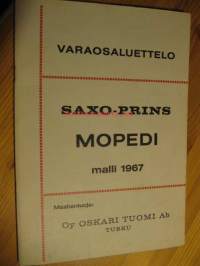 VARAOSALUETTELO
SAXO-PRINS
MOPEDI
malli 1967
Maahantuoja:
Oy OSKARI TUOMI Ab
TURKU